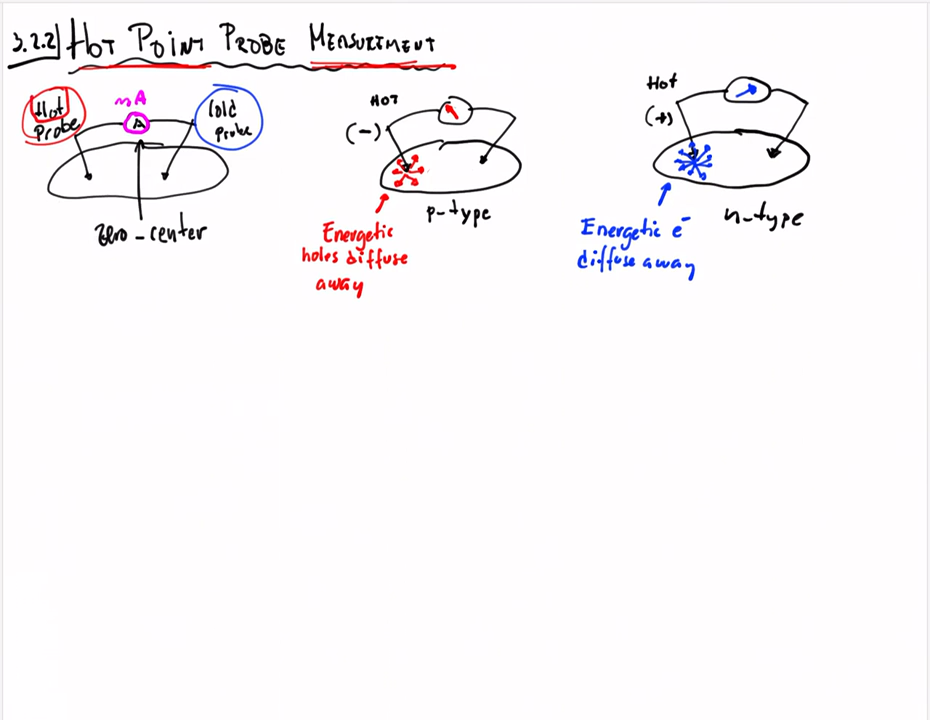 3.2.2 HOT POINT PROBE MEASUREMENT
Hot
Probe
mA
A
Cold
Probe
Zero-center
HOT
(-)
p-type
Energetic
holes diffuse
away
Hot
(+)
n-type
Energetic e-
diffuse away